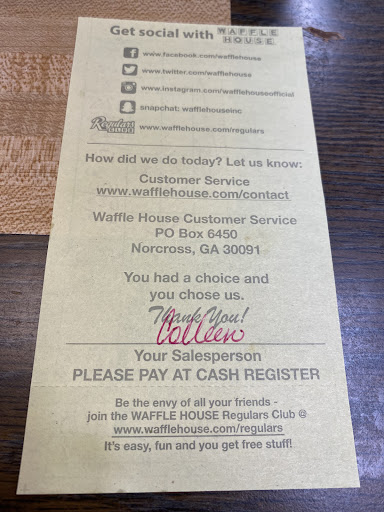 Get social with WAFFLE HOUSE
www.facebook.com/wafflehouse
www.twitter.com/wafflehouse
www.instagram.com/wafflehouseofficial
snapchat: wafflehouseinc
Regulars CLUB www.wafflehouse.com/regulars
How did we do today? Let us know:
Customer Service
www.wafflehouse.com/contact
Waffle House Customer Service
PO Box 6450
Norcross, GA 30091
You had a choice and
you chose us.
Thank You!
Colleen
Your Salesperson
PLEASE PAY AT CASH REGISTER
Be the envy of all your friends -
join the WAFFLE HOUSE Regulars Club @
www.wafflehouse.com/regulars
It's easy, fun and you get free stuff!